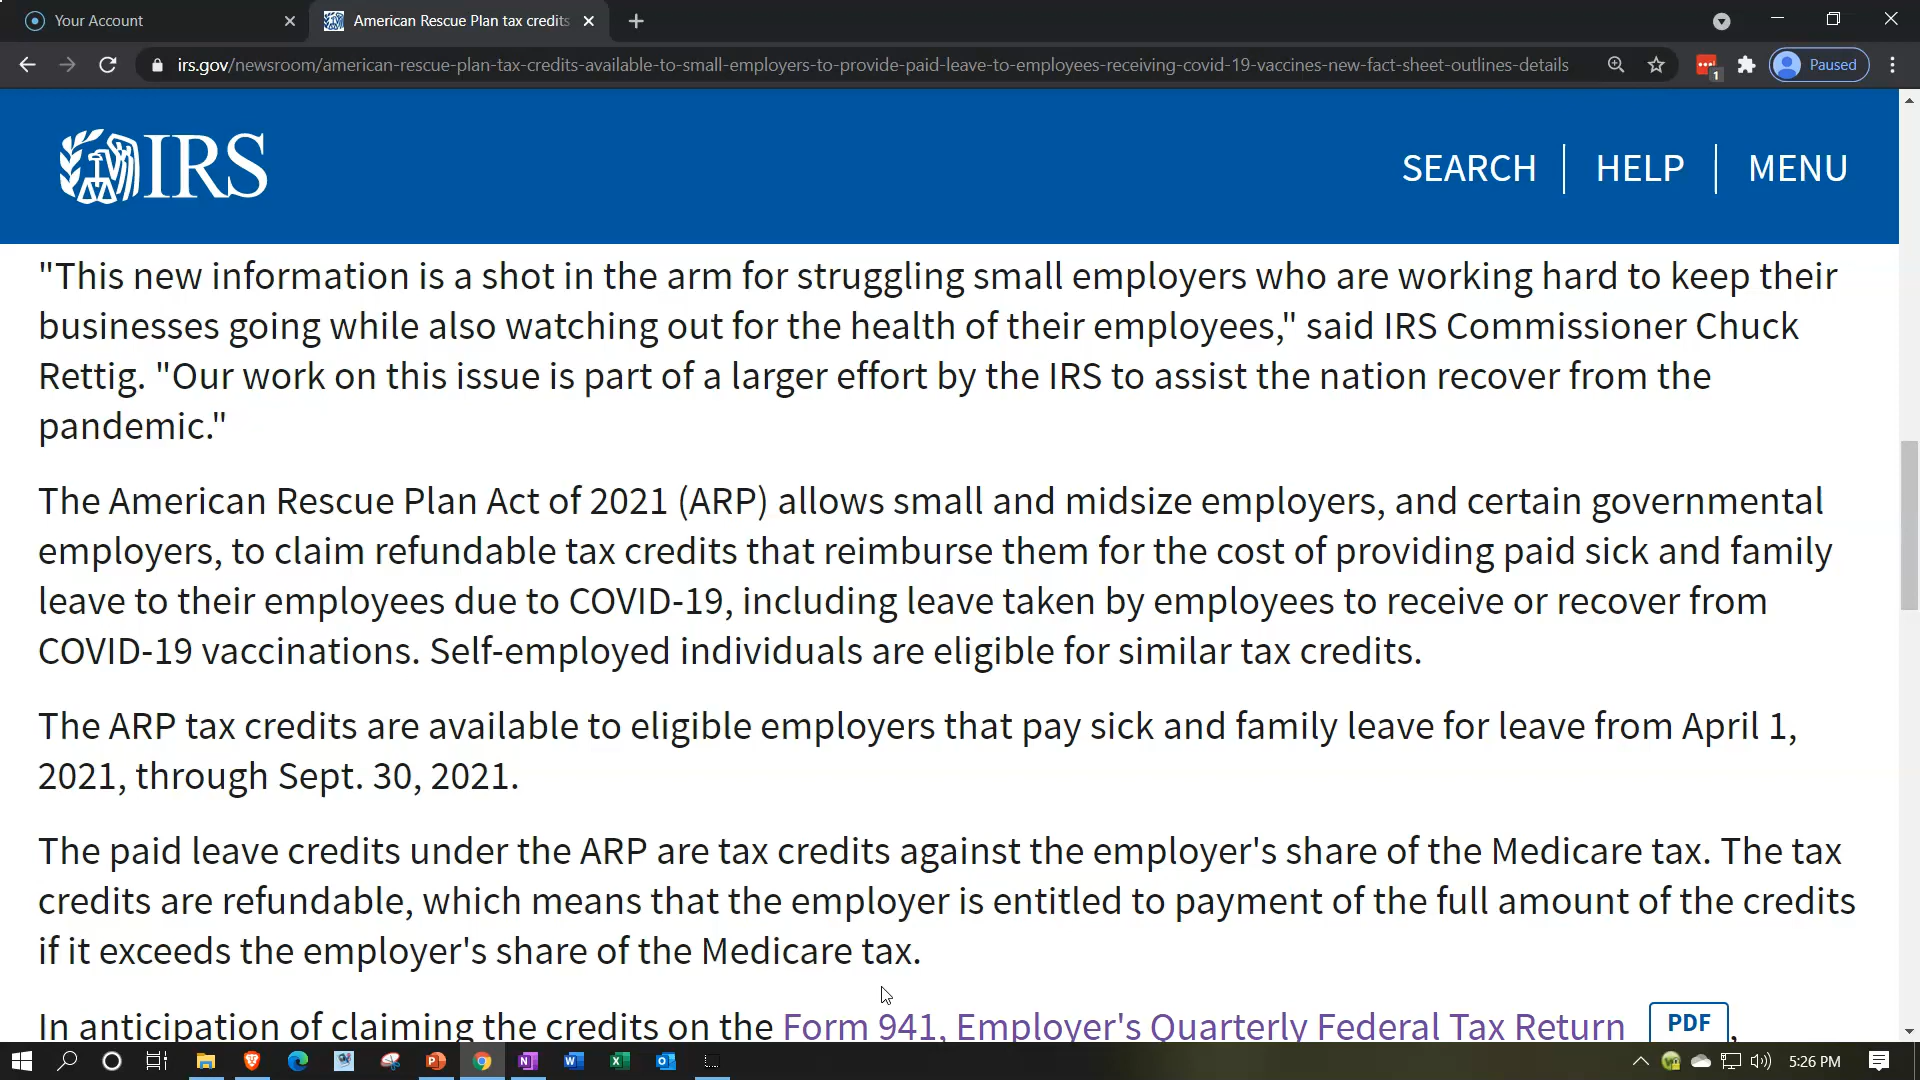 Your Account
American Rescue Plan tax credits
irs.gov/newsroom/american-rescue-plan-tax-credits-available-to-small-employers-to-provide-paid-leave-to-employees-receiving-covid-19-vaccines-new-fact-sheet-outlines-details
1
Paused
IRS
SEARCH
HELP
MENU
"This new information is a shot in the arm for struggling small employers who are working hard to keep their
businesses going while also watching out for the health of their employees," said IRS Commissioner Chuck
Rettig. "Our work on this issue is part of a larger effort by the IRS to assist the nation recover from the
pandemic."
The American Rescue Plan Act of 2021 (ARP) allows small and midsize employers, and certain governmental
employers, to claim refundable tax credits that reimburse them for the cost of providing paid sick and family
leave to their employees due to COVID-19, including leave taken by employees to receive or recover from
COVID-19 vaccinations. Self-employed individuals are eligible for similar tax credits.
The ARP tax credits are available to eligible employers that pay sick and family leave for leave from April 1,
2021, through Sept. 30, 2021.
The paid leave credits under the ARP are tax credits against the employer's share of the Medicare tax. The tax
credits are refundable, which means that the employer is entitled to payment of the full amount of the credits
if it exceeds the employer's share of the Medicare tax.
In anticipation of claiming the credits on the Form 941, Employer's Quarterly Federal Tax Return PDF ,
5:26 PM